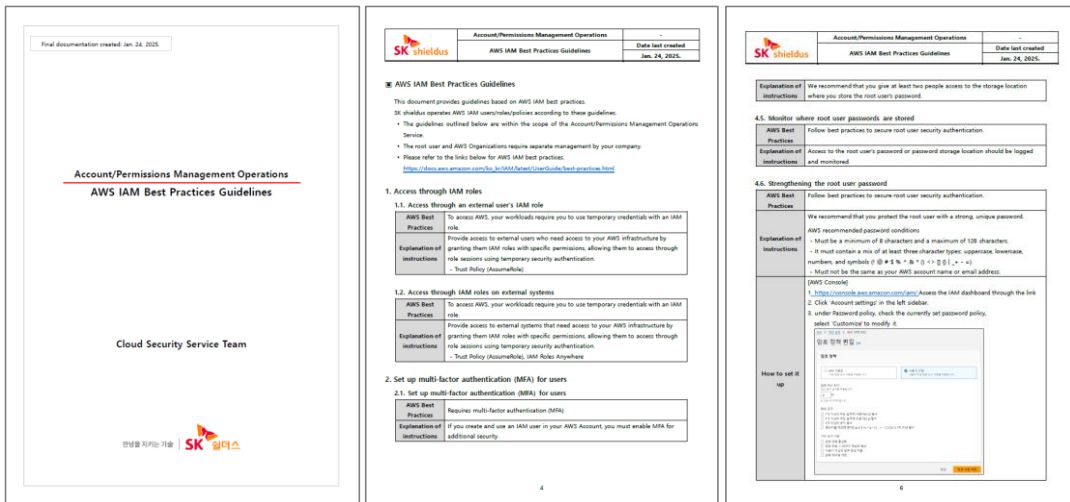 Final documentation created: Jan. 24, 2025.
Account/Permissions Management Operations
AWS IAM Best Practices Guidelines
Cloud Security Service Team
안녕을 지키는 기술
SK 쉴더스
SK shieldus
Account/Permissions Management Operations
-
AWS IAM Best Practices Guidelines
Date last created
Jan. 24, 2025.
▣ AWS IAM Best Practices Guidelines
This document provides guidelines based on AWS IAM best practices.
SK shieldus operates AWS IAM users/roles/policies according to these guidelines.
• The guidelines outlined below are within the scope of the Account/Permissions Management Operations
Service.
• The root user and AWS Organizations require separate management by your company.
• Please refer to the links below for AWS IAM best practices.
https://docs.aws.amazon.com/ko_kr/IAM/latest/UserGuide/best-practices.html
1. Access through IAM roles
1.1. Access through an external user's IAM role
AWS Best
Practices
To access AWS, your workloads require you to use temporary credentials with an IAM
role.
Explanation of
instructions
Provide access to external users who need access to your AWS infrastructure by
granting them IAM roles with specific permissions, allowing them to access through
role sessions using temporary security authentication.
- Trust Policy (AssumeRole)
1.2. Access through IAM roles on external systems
AWS Best
Practices
To access AWS, your workloads require you to use temporary credentials with an IAM
role.
Explanation of
instructions
Provide access to external systems that need access to your AWS infrastructure by
granting them IAM roles with specific permissions, allowing them to access through
role sessions using temporary security authentication.
- Trust Policy (AssumeRole), IAM Roles Anywhere
2. Set up multi-factor authentication (MFA) for users
2.1. Set up multi-factor authentication (MFA) for users
AWS Best
Practices
Requires multi-factor authentication (MFA)
Explanation of
instructions
If you create and use an IAM user in your AWS Account, you must enable MFA for
additional security.
4
SK shieldus
Account/Permissions Management Operations
-
AWS IAM Best Practices Guidelines
Date last created
Jan. 24, 2025.
Explanation of
instructions
We recommend that you give at least two people access to the storage location
where you store the root user's password.
4.5. Monitor where root user passwords are stored
AWS Best
Practices
Follow best practices to secure root user security authentication.
Explanation of
instructions
Access to the root user's password or password storage location should be logged
and monitored.
4.6. Strengthening the root user password
AWS Best
Practices
Follow best practices to secure root user security authentication.
Explanation of
instructions
We recommend that you protect the root user with a strong, unique password.
AWS recommended password conditions
- Must be a minimum of 8 characters and a maximum of 128 characters.
- It must contain a mix of at least three character types: uppercase, lowercase,
numbers, and symbols (! @ # $ % ^ & * () <> [] {} | _+ - =).
- Must not be the same as your AWS account name or email address.
How to set it
up
[AWS Console]
1. https://console.aws.amazon.com/iam/ Access the IAM dashboard through the link
2. Click 'Account settings' in the left sidebar.
3. under Password policy, check the currently set password policy,
select 'Customize' to modify it.
암호 정책 편집
암호 정책
6